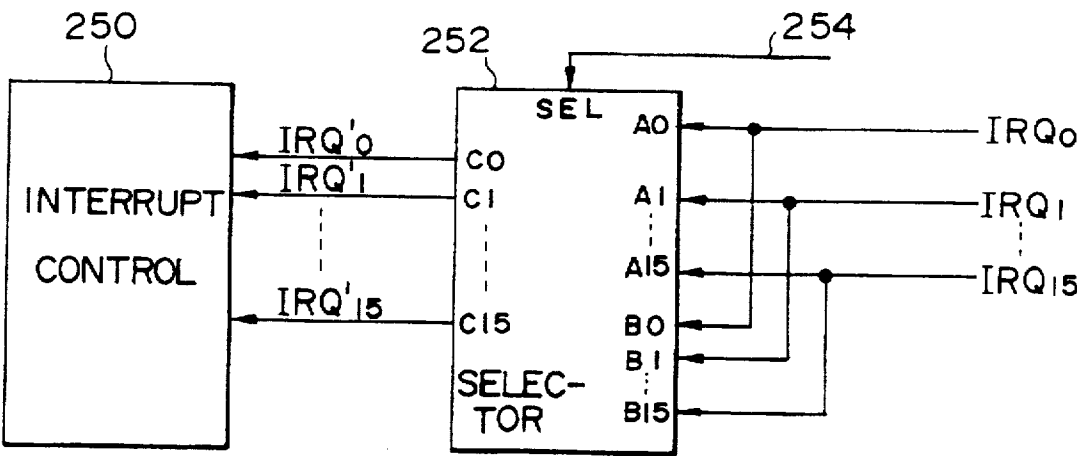 250
252
254
SEL
INTERRUPT
CONTROL
IRQ'0
IRQ'1
IRQ'15
C0
C1
C15
SELEC-
TOR
A0
A1
A15
B0
B1
B15
IRQ0
IRQ1
IRQ15